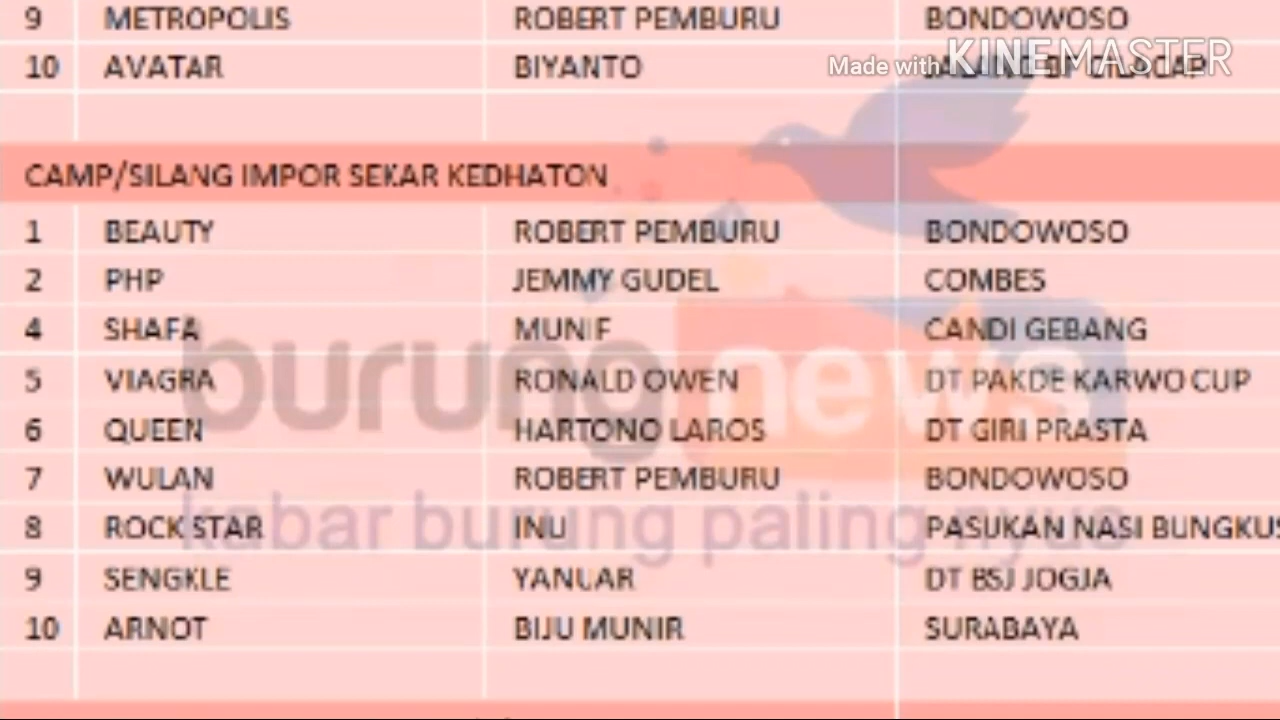 9 METROPOLIS ROBERT PEMBURU BONDOWOSO
10 AVATAR BIYANTO
Made with KINEMASTER
CAMP/SILANG IMPOR SEKAR KEDHATON
1 BEAUTY ROBERT PEMBURU BONDOWOSO
2 PHP JEMMY GUDEL COMBES
4 SHAFA MUNIF CANDI GEBANG
5 VIAGRA RONALD OWEN DT PAKDE KARWO CUP
6 QUEEN HARTONO LAROS DT GIRI PRASTA
7 WULAN ROBERT PEMBURU BONDOWOSO
8 ROCK STAR INU PASUKAN NASI BUNGKUS
9 SENGKLE YANUAR DT BSJ JOGJA
10 ARNOT BIJU MUNIR SURABAYA
burung news
kabar burung paling nyus